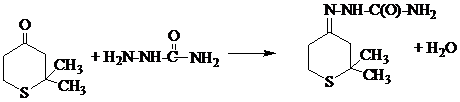 O
N–NH–C(O)–NH₂
O
+ H₂N–NH–C–NH₂
+ H₂O
CH₃
CH₃
S
CH₃
CH₃
S